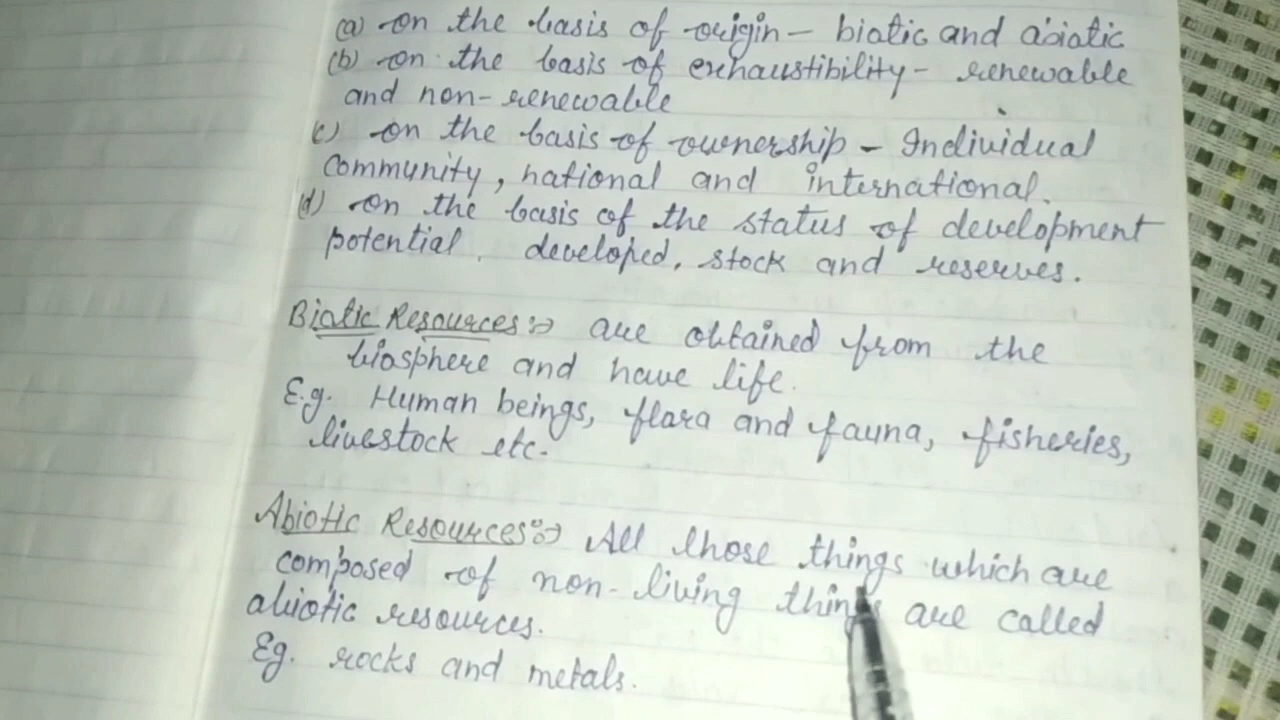 (a) on the basis of origin - biotic and abiotic
(b) on the basis of exhaustibility - renewable
and non-renewable
(c) on the basis of ownership - Individual
community, national and international.
(d) on the basis of the status of development
potential, developed, stock and reserves.
Biotic Resources :→ are obtained from the
biosphere and have life.
E.g. Human beings, flora and fauna, fisheries,
livestock etc.
Abiotic Resources :→ All those things which are
composed of non-living things are called
abiotic resources.
Eg. rocks and metals.